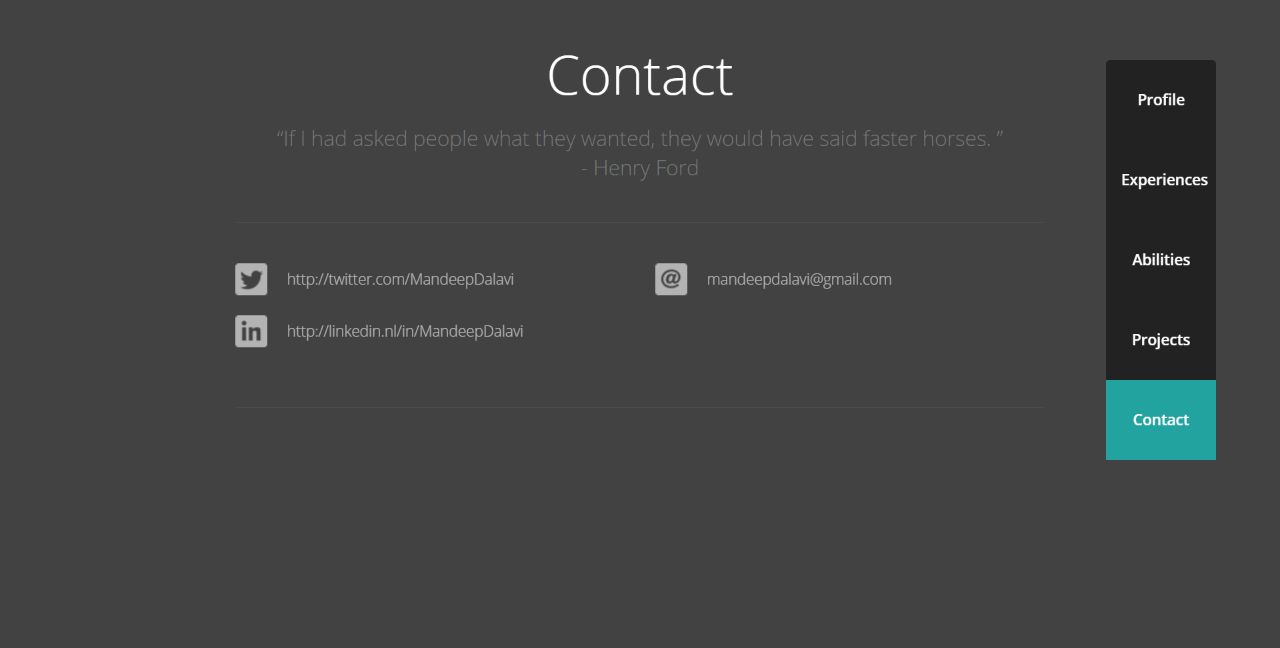 Contact
“If I had asked people what they wanted, they would have said faster horses. ”
- Henry Ford
http://twitter.com/MandeepDalavi
mandeepdalavi@gmail.com
http://linkedin.nl/in/MandeepDalavi
Profile
Experiences
Abilities
Projects
Contact